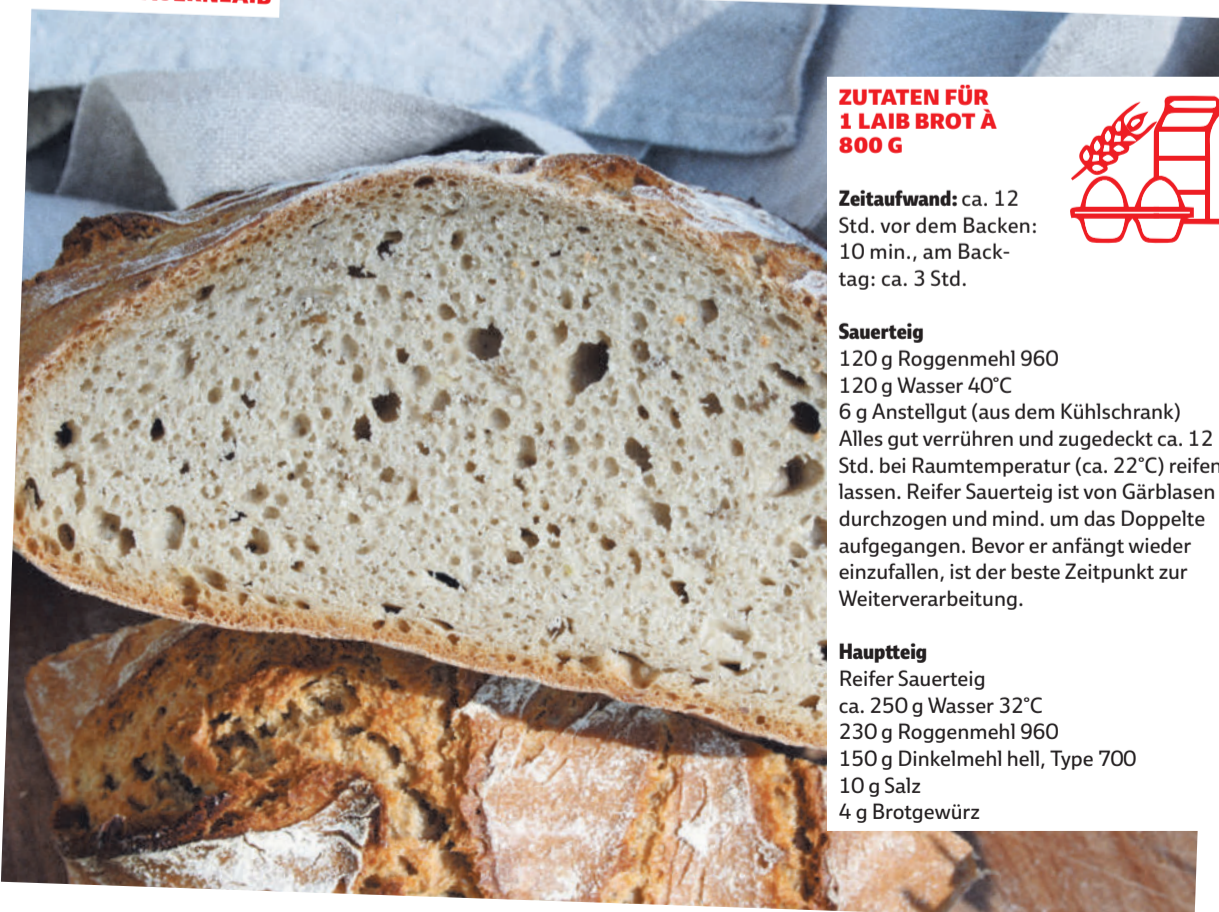 ZUTATEN FÜR
1 LAIB BROT À
800 G
Zeitaufwand: ca. 12
Std. vor dem Backen:
10 min., am Back-
tag: ca. 3 Std.
Sauerteig
120 g Roggenmehl 960
120 g Wasser 40°C
6 g Anstellgut (aus dem Kühlschrank)
Alles gut verrühren und zugedeckt ca. 12
Std. bei Raumtemperatur (ca. 22°C) reifen
lassen. Reifer Sauerteig ist von Gärblasen
durchzogen und mind. um das Doppelte
aufgegangen. Bevor er anfängt wieder
einzufallen, ist der beste Zeitpunkt zur
Weiterverarbeitung.
Hauptteig
Reifer Sauerteig
ca. 250 g Wasser 32°C
230 g Roggenmehl 960
150 g Dinkelmehl hell, Type 700
10 g Salz
4 g Brotgewürz